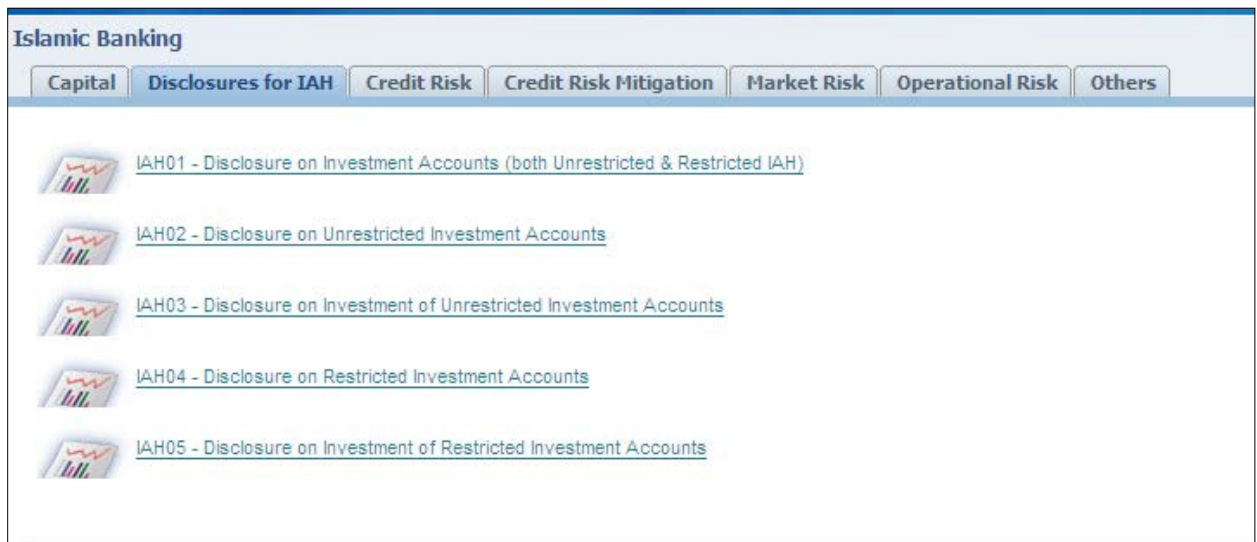 Islamic Banking
Capital Disclosures for IAH Credit Risk Credit Risk Mitigation Market Risk Operational Risk Others
IAH01 - Disclosure on Investment Accounts (both Unrestricted & Restricted IAH)
IAH02 - Disclosure on Unrestricted Investment Accounts
IAH03 - Disclosure on Investment of Unrestricted Investment Accounts
IAH04 - Disclosure on Restricted Investment Accounts
IAH05 - Disclosure on Investment of Restricted Investment Accounts